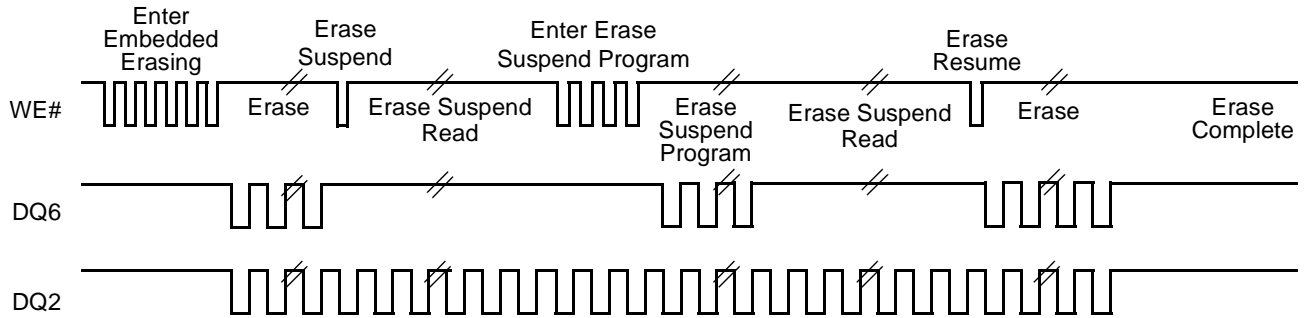 Enter
Embedded
Erasing
Erase
Suspend
Enter Erase
Suspend Program
Erase
Resume
WE#
Erase
Erase Suspend
Read
Erase
Suspend
Program
Erase Suspend
Read
Erase
Erase
Complete
DQ6
DQ2